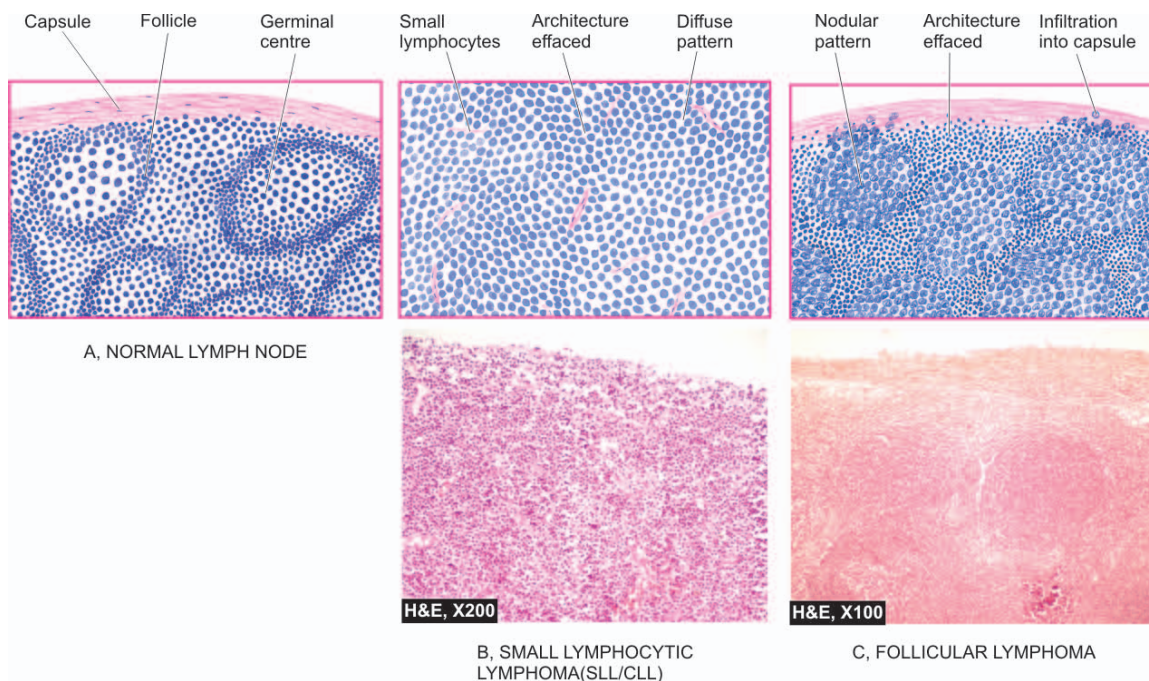 Capsule
Follicle
Germinal
centre
Small
lymphocytes
Architecture
effaced
Diffuse
pattern
Nodular
pattern
Architecture
effaced
Infiltration
into capsule
A, NORMAL LYMPH NODE
H&E, X200
H&E, X100
B, SMALL LYMPHOCYTIC
LYMPHOMA(SLL/CLL)
C, FOLLICULAR LYMPHOMA